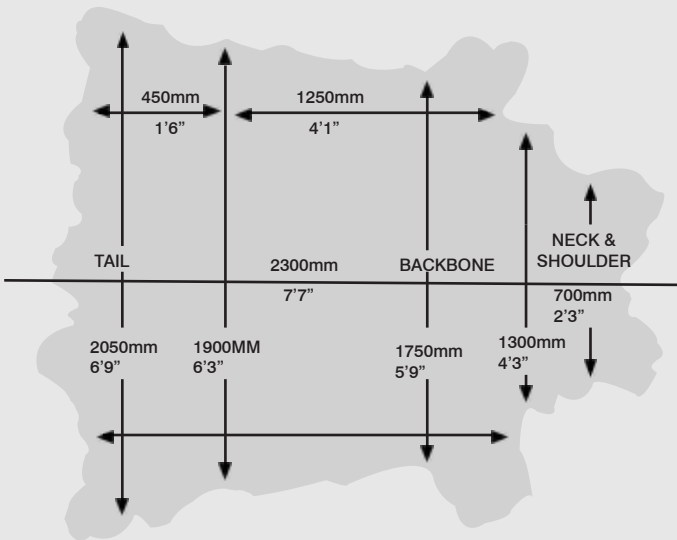 450mm
1’6”
1250mm
4’1”
TAIL
2300mm
7’7”
BACKBONE
NECK &
SHOULDER
700mm
2’3”
2050mm
6’9”
1900MM
6’3”
1750mm
5’9”
1300mm
4’3”